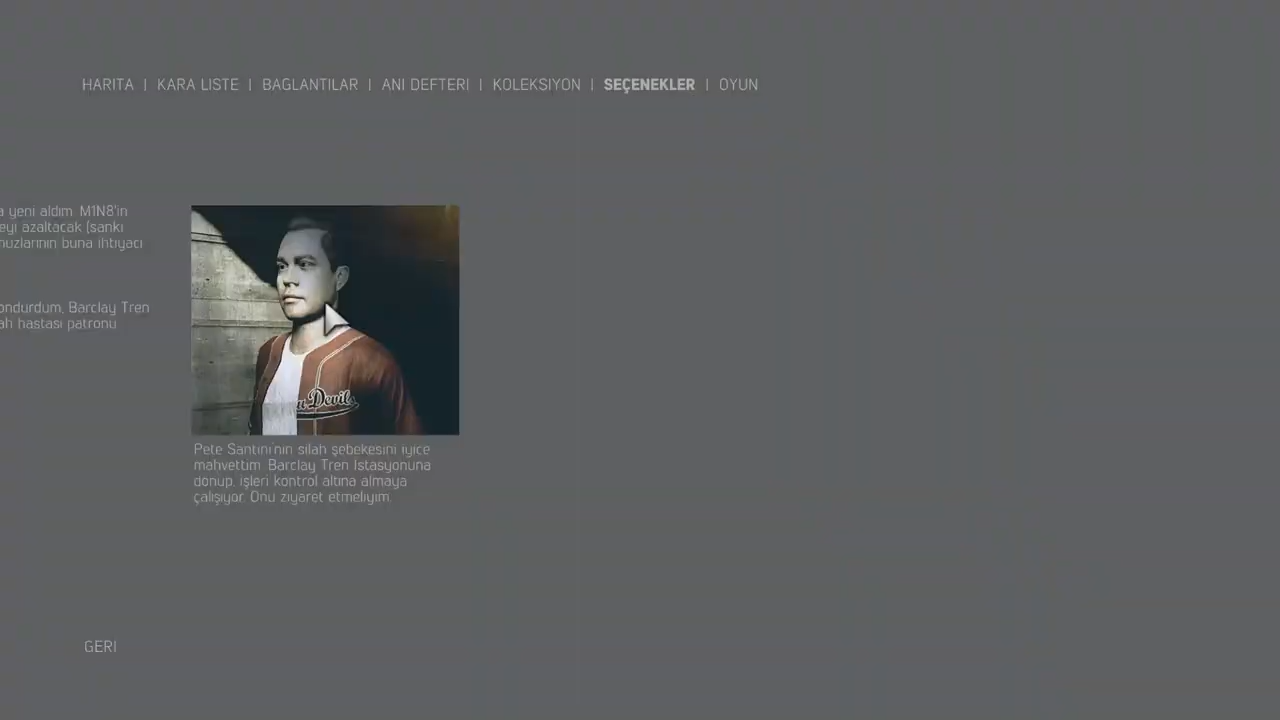 HARITA | KARA LISTE | BAGLANTILAR | ANI DEFTERI | KOLEKSIYON | SEÇENEKLER | OYUN
a yeni aldım. M1N8'in
eyi azaltacak (sanki
nuzlarının buna ihtiyacı
ondurdum. Barclay Tren
ah hastası patronu
Devils
Pete Santini'nin silah şebekesini iyice
mahvettim. Barclay Tren İstasyonuna
dönüp, işleri kontrol altına almaya
çalışıyor. Onu ziyaret etmeliyim.
GERI